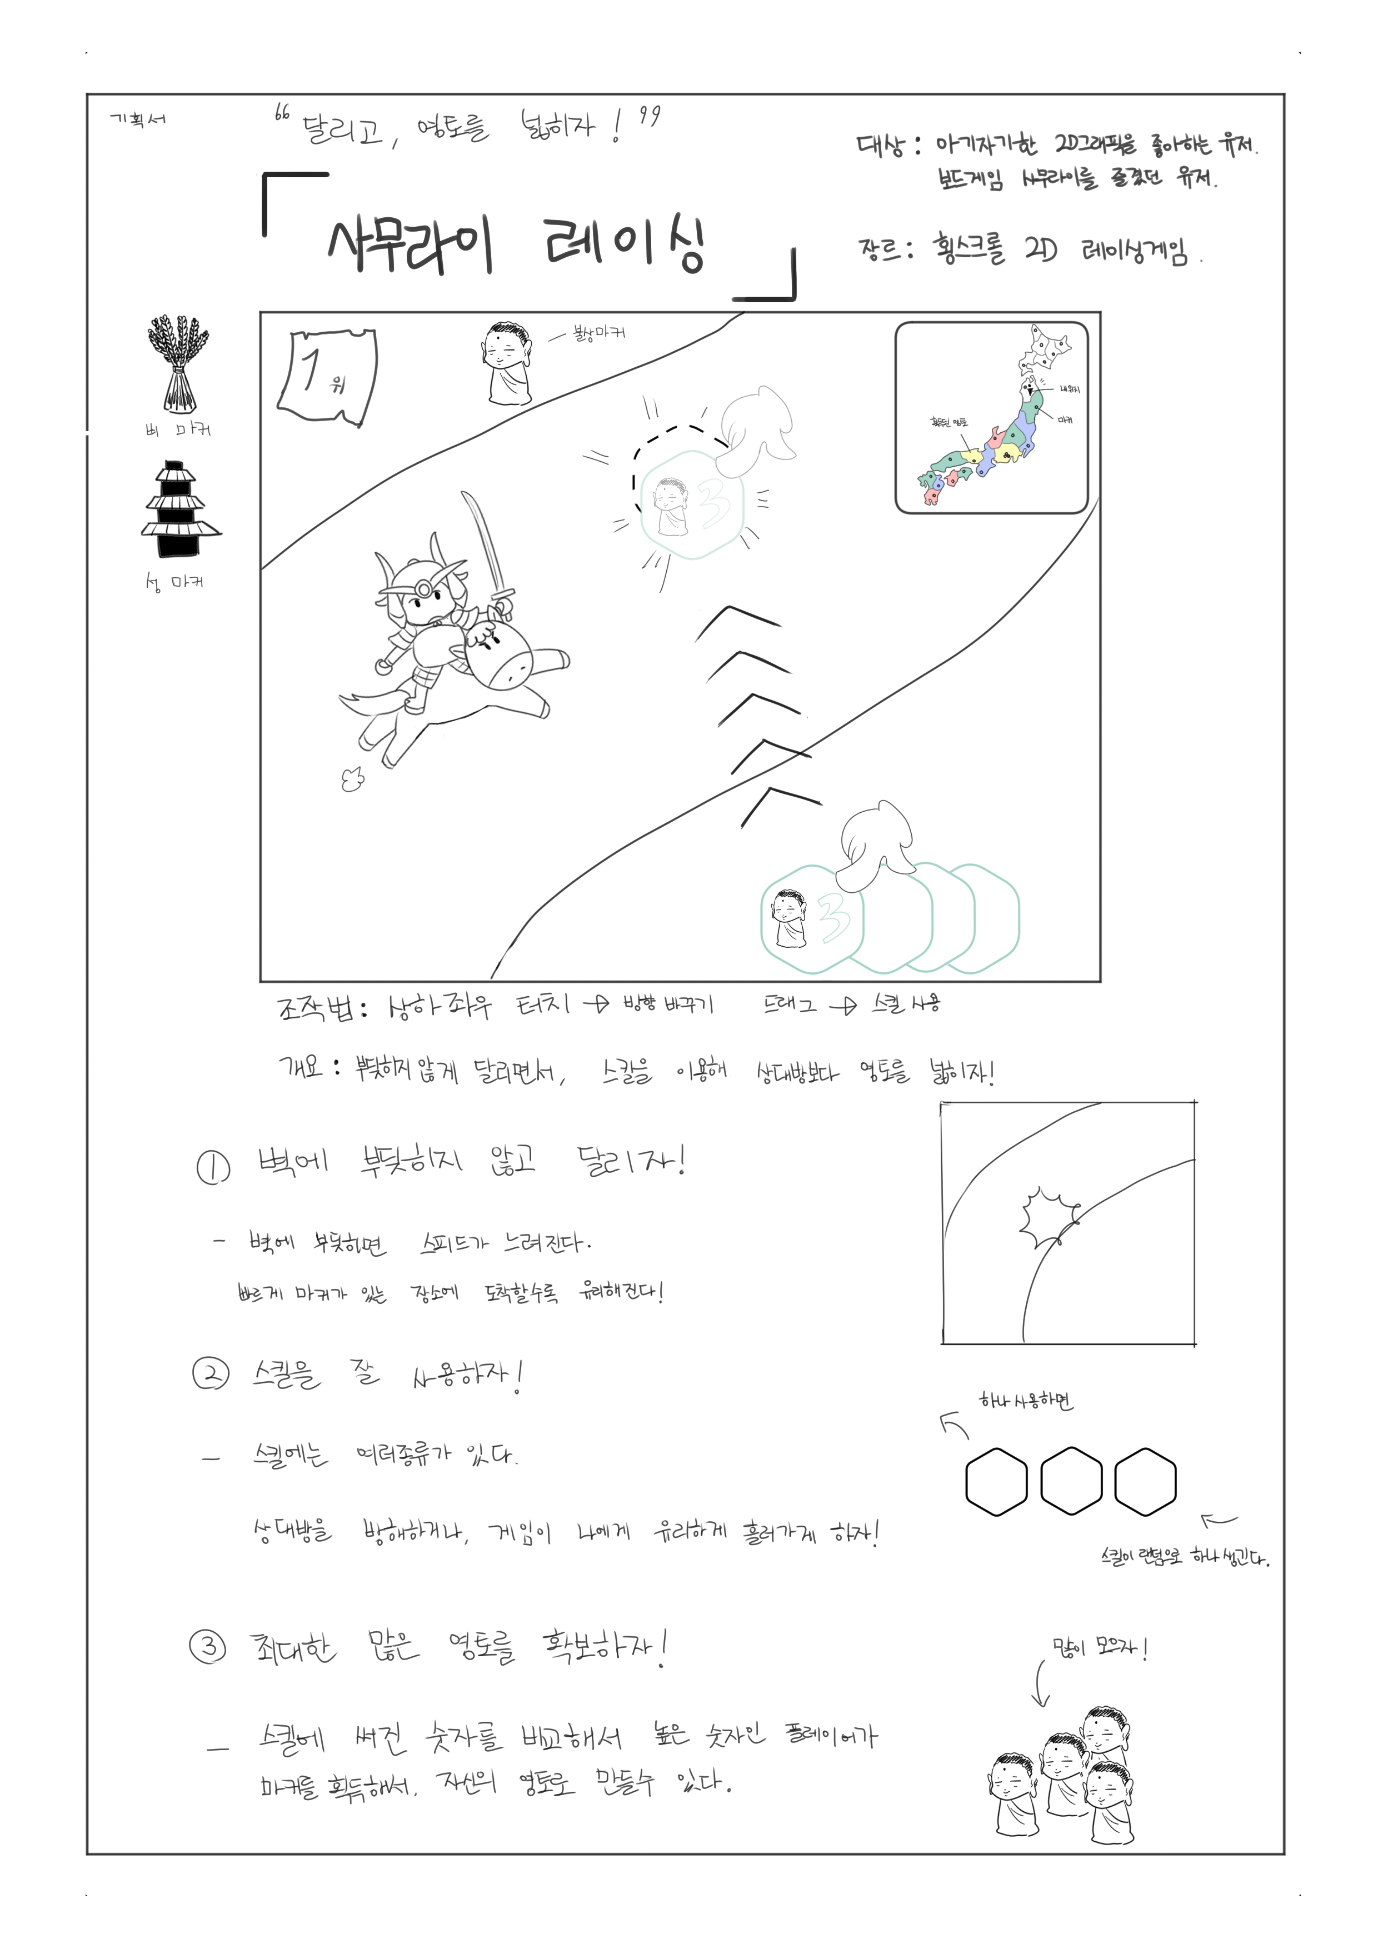 기획서
“달리고, 영토를 넓히자!”
대상 : 아기자기한 2D그래픽을 좋아하는 유저.
보드게임 사무라이를 즐겼던 유저.
「사무라이 레이싱」
장르 : 횡스크롤 2D 레이싱게임.
1위
불상마커
내위치
마커
획득한 영토
벼 마커
성 마커
3
3
조작법 : 상하좌우 터치 → 방향 바꾸기 드래그 → 스킬 사용
개요 : 부딪히지 않게 달리면서, 스킬을 이용해 상대방보다 영토를 넓히자!
① 벽에 부딪히지 않고 달리자!
- 벽에 부딪히면 스피드가 느려진다.
빠르게 마커가 있는 장소에 도착할수록 유리해진다!
② 스킬을 잘 사용하자!
하나 사용하면
- 스킬에는 여러종류가 있다.
상대방을 방해하거나, 게임이 나에게 유리하게 흘러가게 하자!
스킬이 랜덤으로 하나 생긴다.
③ 최대한 많은 영토를 확보하자!
많이 모으자!
- 스킬에 써진 숫자를 비교해서 높은 숫자인 플레이어가
마커를 획득해서, 자신의 영토로 만들수 있다.